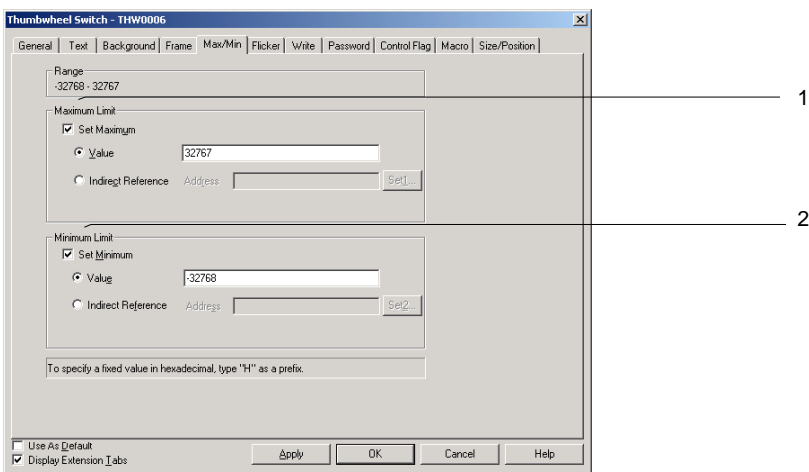 Thumbwheel Switch - THW0006
General Text Background Frame Max/Min Flicker Write Password Control Flag Macro Size/Position
Range
-32768 - 32767
1
Maximum Limit
Set Maximum
Value 32767
Indirect Reference Address Set1...
2
Minimum Limit
Set Minimum
Value -32768
Indirect Reference Address Set2...
To specify a fixed value in hexadecimal, type "H" as a prefix.
Use As Default
Display Extension Tabs
Apply OK Cancel Help